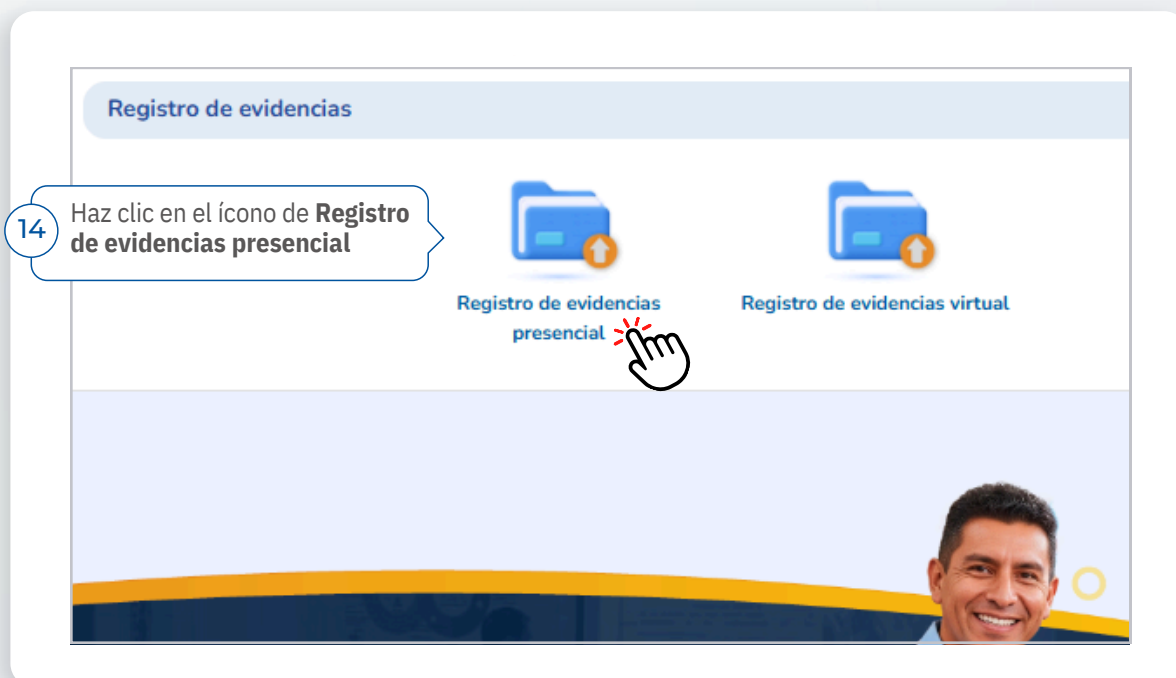 Registro de evidencias
14
Haz clic en el ícono de Registro
de evidencias presencial
Registro de evidencias
presencial
Registro de evidencias virtual